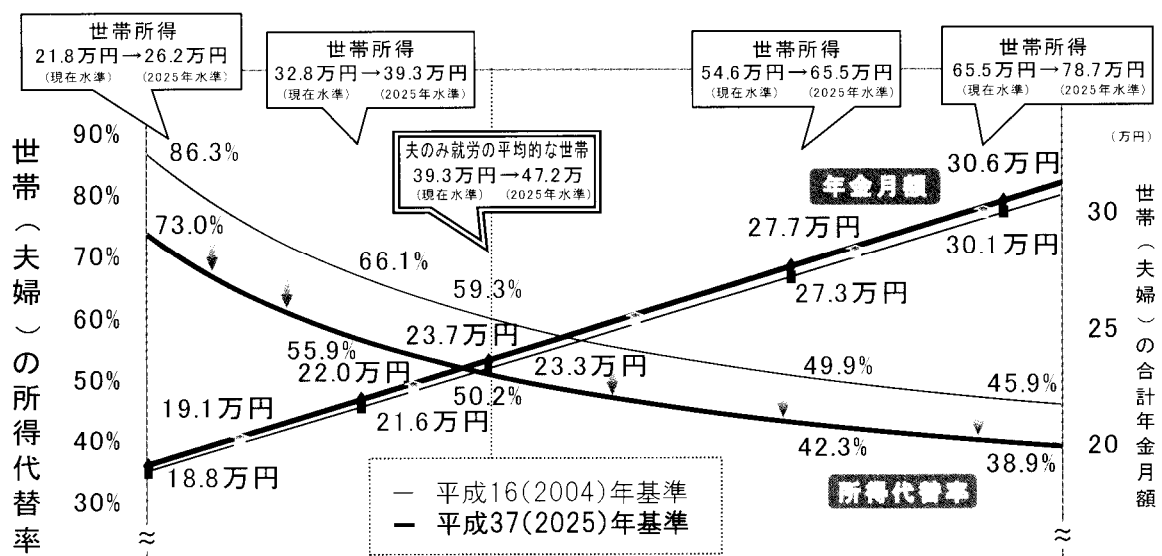 世帯所得
21.8万円→26.2万円
(現在水準) (2025年水準)
世帯所得
32.8万円→39.3万円
(現在水準) (2025年水準)
世帯所得
54.6万円→65.5万円
(現在水準) (2025年水準)
世帯所得
65.5万円→78.7万円
(現在水準) (2025年水準)
夫のみ就労の平均的な世帯
39.3万円→47.2万
(現在水準) (2025年水準)
世帯(夫婦)の所得代替率
90%
80%
70%
60%
50%
40%
30%
≈
86.3%
73.0%
66.1%
59.3%
55.9%
50.2%
49.9%
45.9%
42.3%
38.9%
年金月額
19.1万円
18.8万円
22.0万円
21.6万円
23.7万円
23.3万円
27.7万円
27.3万円
30.6万円
30.1万円
所得代替率
(万円)
30
25
20
≈
世帯(夫婦)の合計年金月額
― 平成16(2004)年基準
━ 平成37(2025)年基準